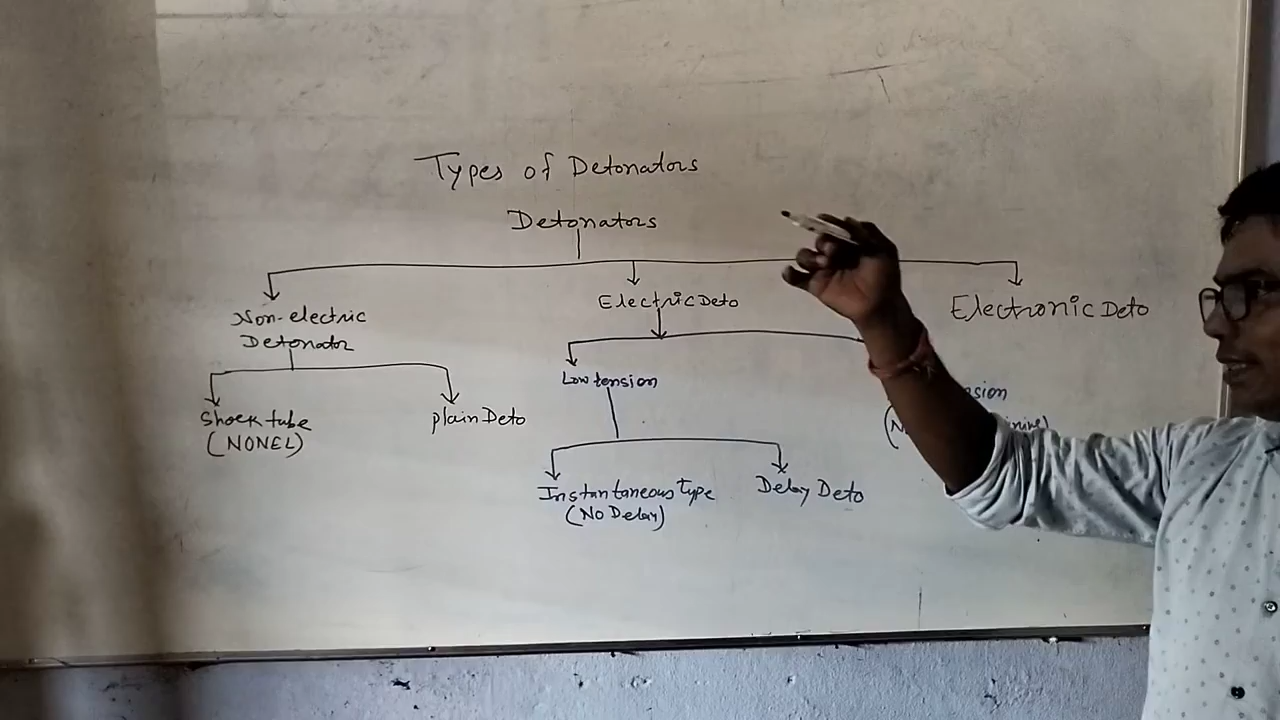 Types of Detonators
Detonators
Non-electric
Detonator
Electric Deto
Electronic Deto
Shock tube
(NONEL)
plain Deto
Low tension
Instantaneous Type
(No Delay)
Delay Deto